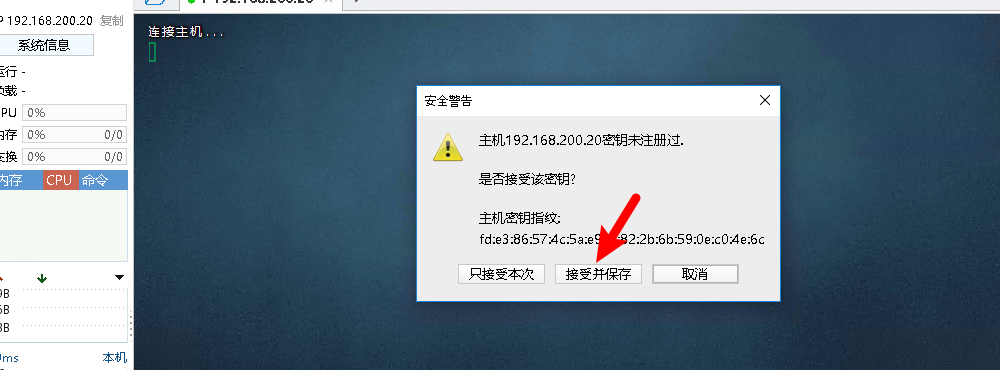 P 192.168.200.20 复制
192.168.200.20
系统信息
运行 -
负载 -
CPU 0%
内存 0% 0/0
交换 0% 0/0
内存 CPU 命令
9B
6B
3B
0ms 本机
连接主机...
安全警告
主机192.168.200.20密钥未注册过.
是否接受该密钥?
主机密钥指纹:
fd:e3:86:57:4c:5a:e9 :82:2b:6b:59:0e:c0:4e:6c
只接受本次 接受并保存 取消